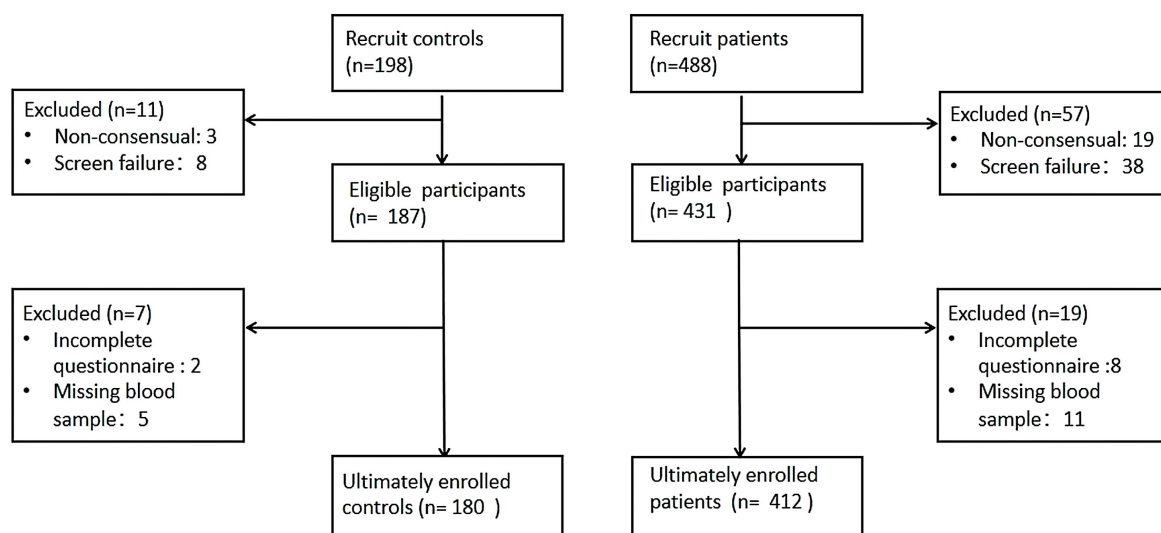 Recruit controls
(n=198)
Recruit patients
(n=488)
Excluded (n=11)
• Non-consensual: 3
• Screen failure：8
Excluded (n=57)
• Non-consensual: 19
• Screen failure：38
Eligible participants
(n= 187)
Eligible participants
(n= 431 )
Excluded (n=7)
• Incomplete
questionnaire : 2
• Missing blood
sample：5
Excluded (n=19)
• Incomplete
questionnaire :8
• Missing blood
sample：11
Ultimately enrolled
controls (n= 180 )
Ultimately enrolled
patients (n= 412 )